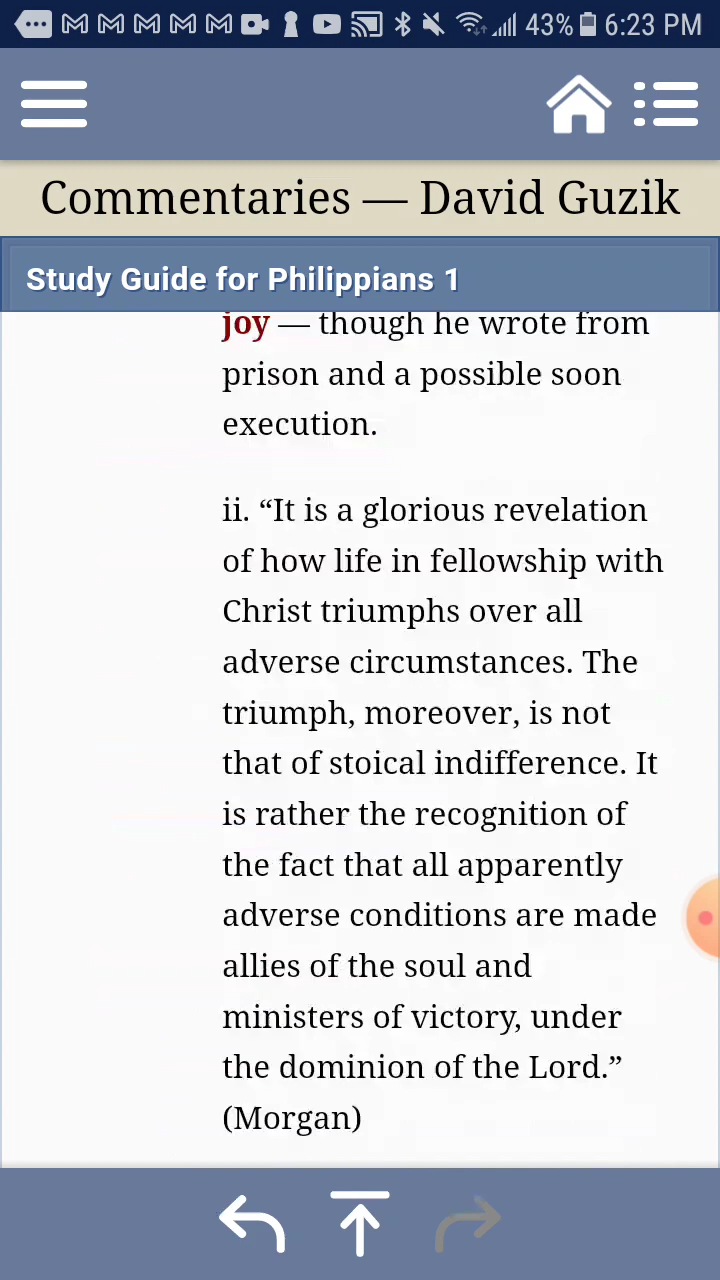 43% 6:23 PM
Commentaries — David Guzik
Study Guide for Philippians 1
joy — though he wrote from
prison and a possible soon
execution.
ii. “It is a glorious revelation
of how life in fellowship with
Christ triumphs over all
adverse circumstances. The
triumph, moreover, is not
that of stoical indifference. It
is rather the recognition of
the fact that all apparently
adverse conditions are made
allies of the soul and
ministers of victory, under
the dominion of the Lord.”
(Morgan)